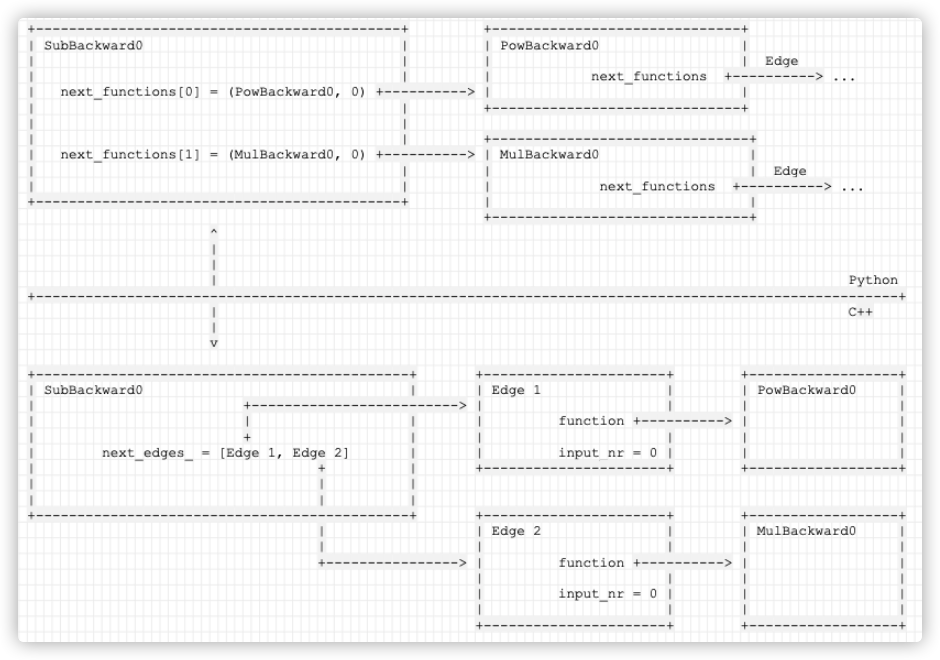 SubBackward0
PowBackward0
Edge
next_functions
...
next_functions[0] = (PowBackward0, 0)
next_functions[1] = (MulBackward0, 0)
MulBackward0
Edge
next_functions
...
Python
C++
SubBackward0
Edge 1
PowBackward0
function
next_edges_ = [Edge 1, Edge 2]
input_nr = 0
Edge 2
MulBackward0
function
input_nr = 0